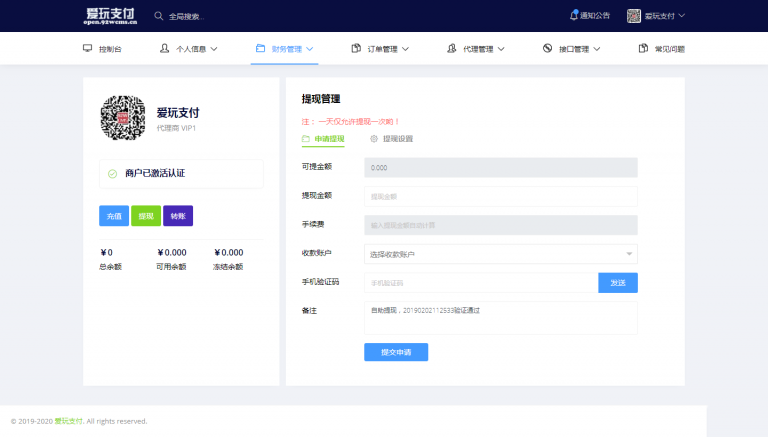 爱玩支付
open.92wcms.cn
全局搜索...
通知公告
爱玩支付
控制台
个人信息
财务管理
订单管理
代理管理
接口管理
常见问题
爱玩支付
代理商 VIP1
商户已激活认证
充值
提现
转账
￥0
￥0.000
￥0.000
总余额
可用余额
冻结余额
提现管理
注： 一天仅允许提现一次哟！
申请提现
提现设置
可提金额
0.000
提现金额
提现金额
手续费
输入提现金额自动计算
收款账户
选择收款账户
手机验证码
手机验证码
发送
备注
自助提现，20190202112533验证通过
提交申请
© 2019-2020 爱玩支付. All rights reserved.